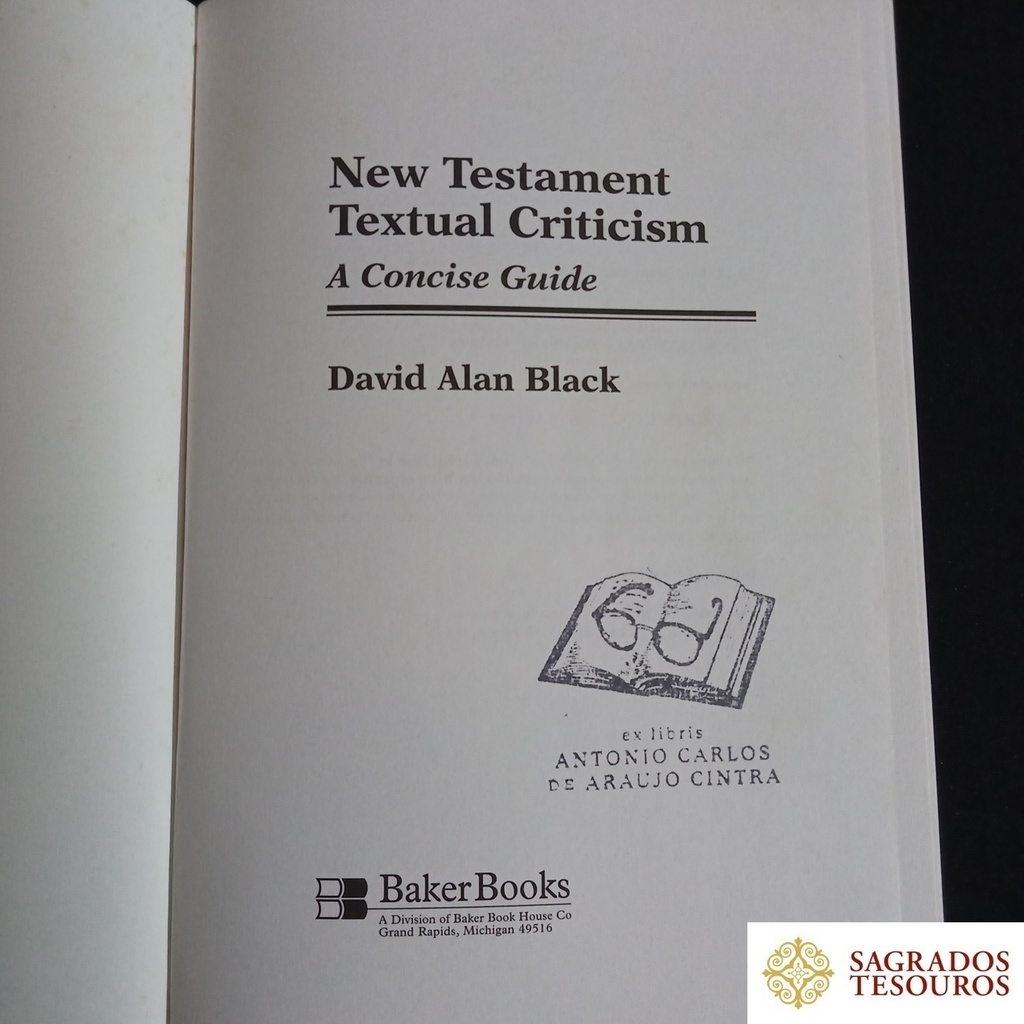 New Testament
Textual Criticism
A Concise Guide
David Alan Black
ex libris
ANTONIO CARLOS
DE ARAUJO CINTRA
BakerBooks
A Division of Baker Book House Co
Grand Rapids, Michigan 49516
SAGRADOS
TESOUROS